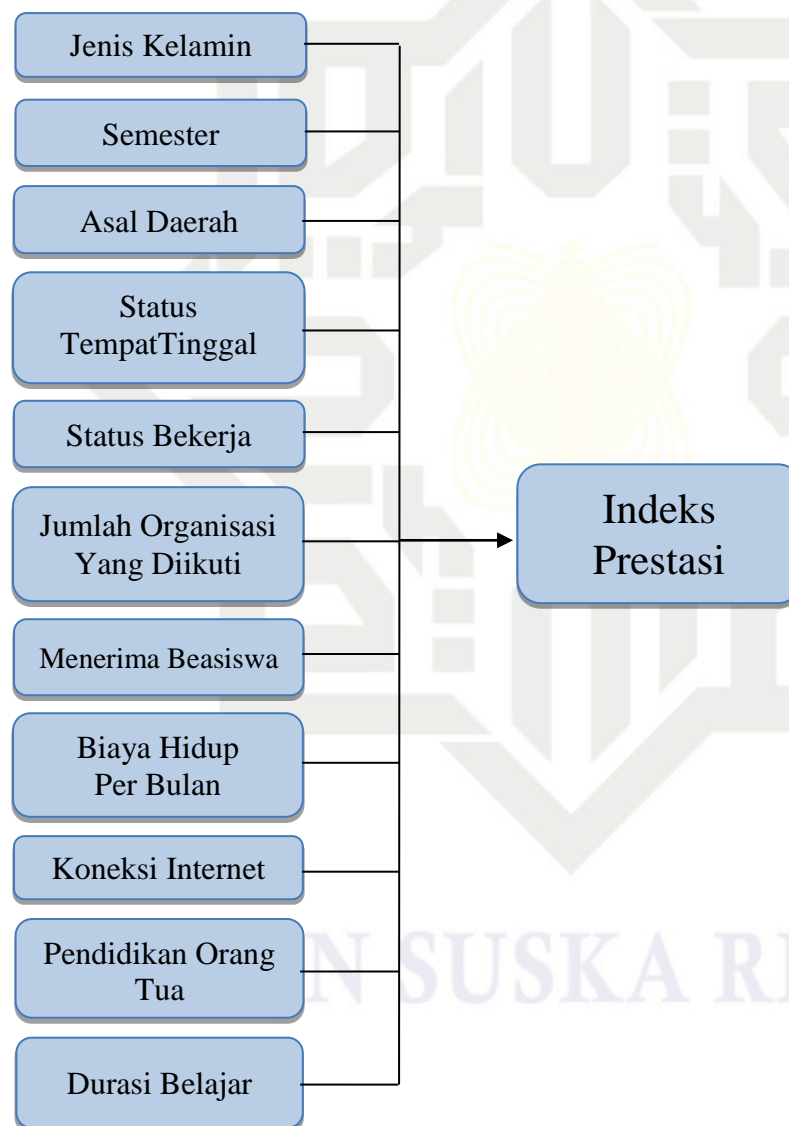 Jenis Kelamin
Semester
Asal Daerah
Status
TempatTinggal
Status Bekerja
Jumlah Organisasi
Yang Diikuti
Indeks
Prestasi
Menerima Beasiswa
Biaya Hidup
Per Bulan
Koneksi Internet
Pendidikan Orang
Tua
N SUSKA R
Durasi Belajar